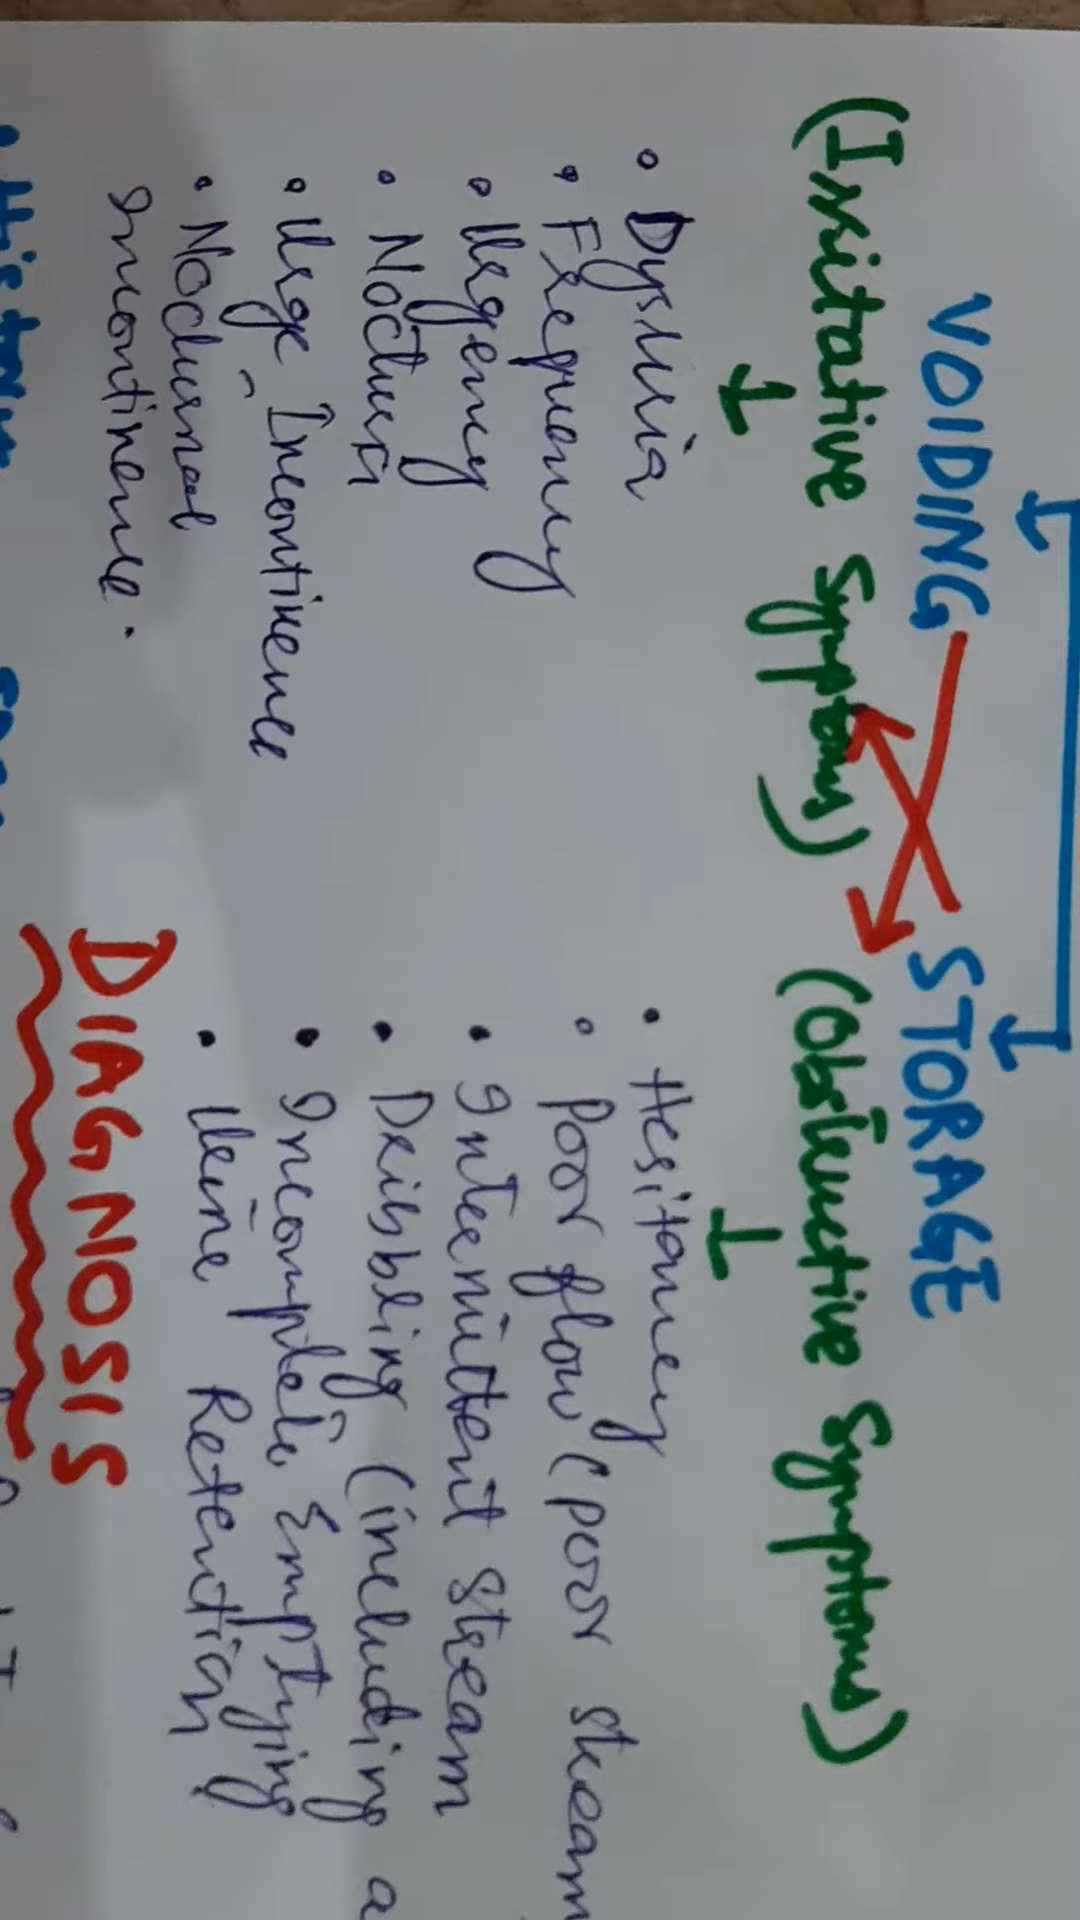 VOIDING STORAGE
(Irritative Symptoms) (Obstructive Symptoms)
• Dysuria
• Frequency
• Urgency
• Nocturia
• Urge Incontinence
• Nocturnal
Incontinence.
• Hesitancy
• Poor flow (poor stream
• Intermittent stream
• Dribbling (including a
• Incomplete Emptying
• Urine Retention
DIAGNOSIS
• History